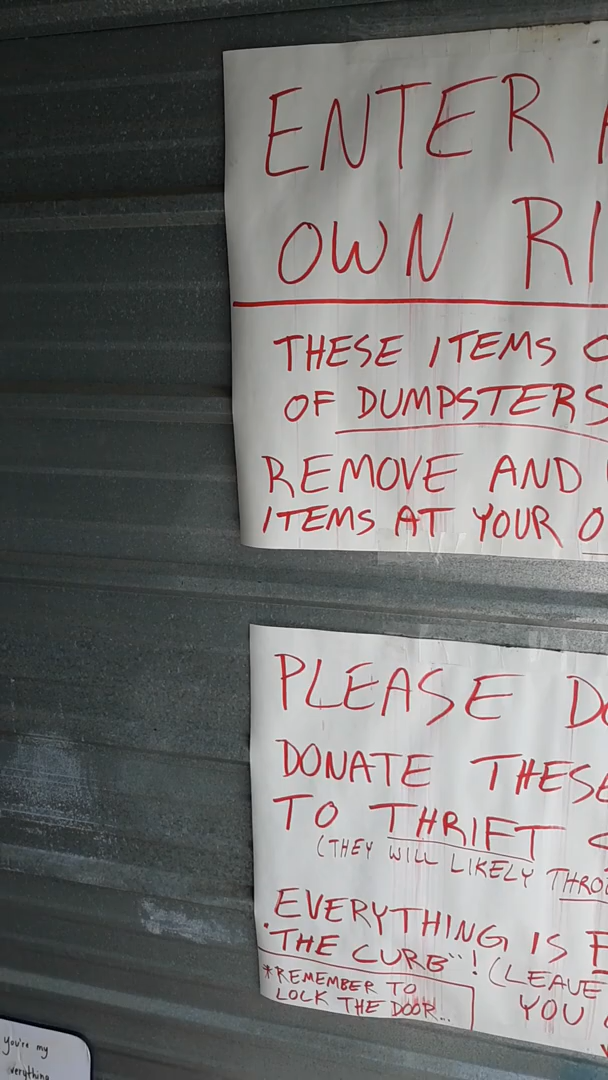 ENTER
OWN RI
THESE ITEMS
OF DUMPSTERS
REMOVE AND
ITEMS AT YOUR O
PLEASE DO
DONATE THESE
TO THRIFT
(THEY WILL LIKELY THRO
EVERYTHING IS F
"THE CURB"! (LEAVE
*REMEMBER TO
LOCK THE DOOR...
YOU
you're my
everything